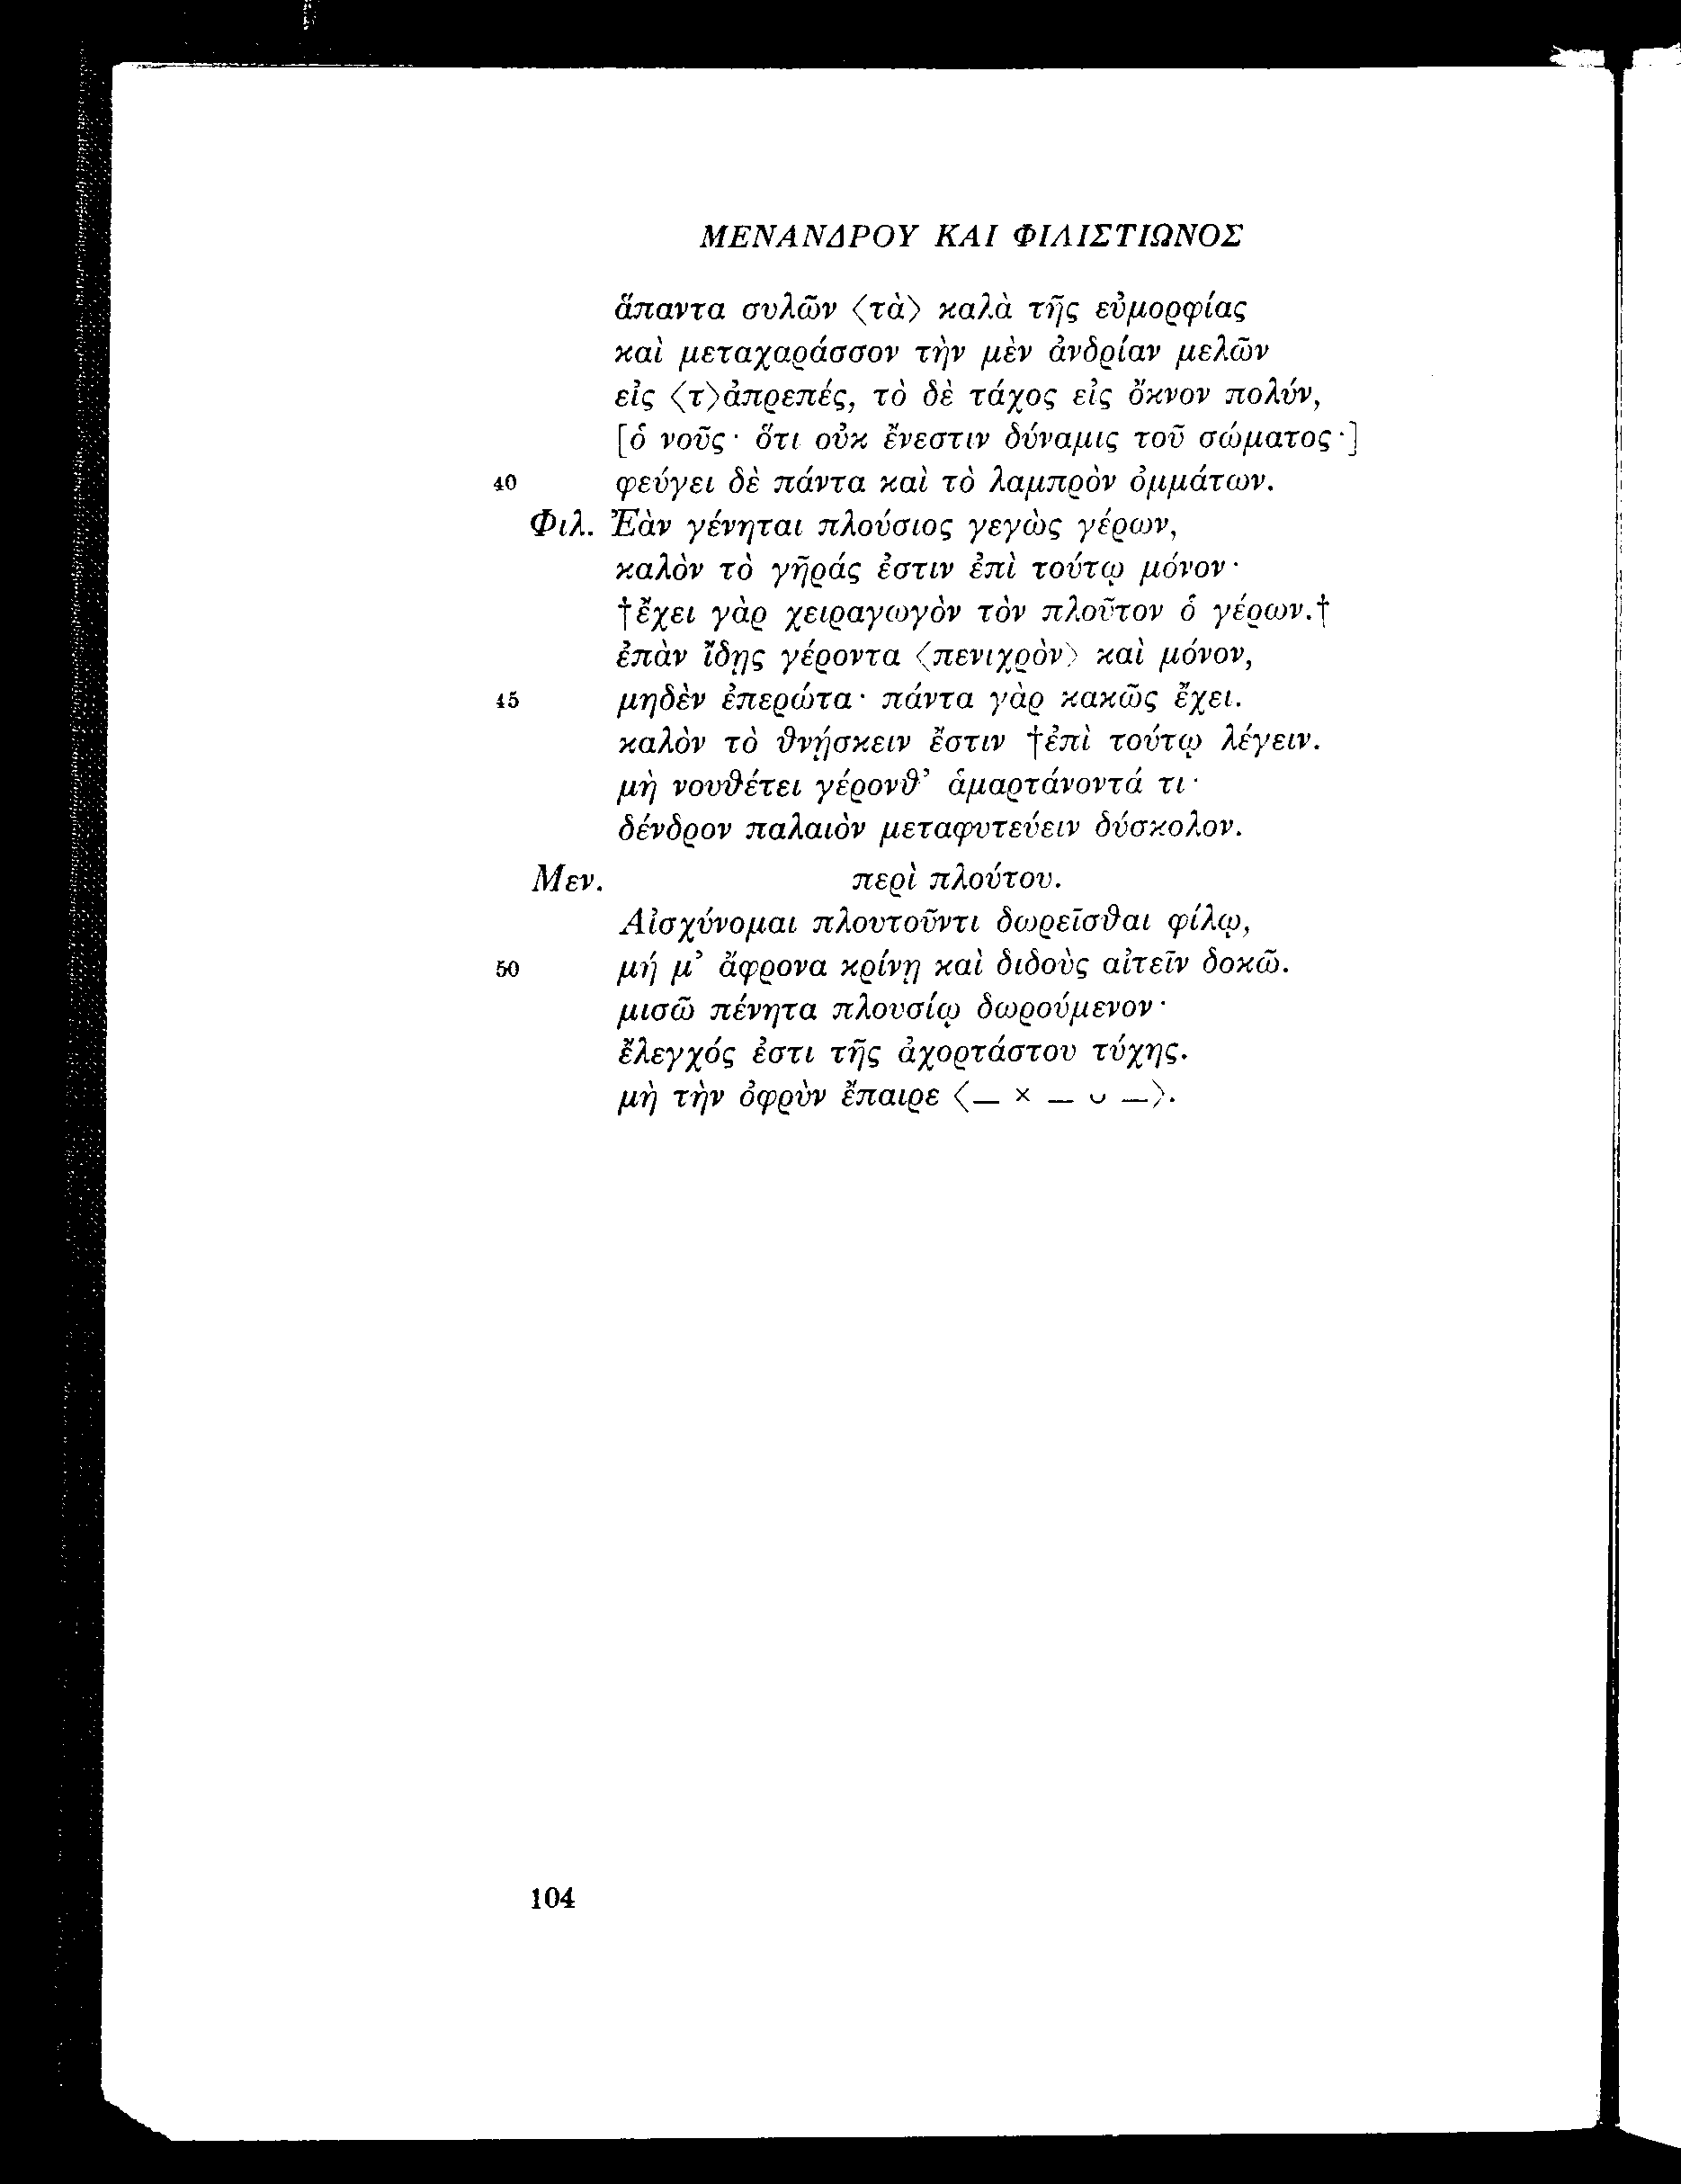 ΜΕΝΑΝΔΡΟΥ ΚΑΙ ΦΙΛΙΣΤΙΩΝΟΣ
ἅπαντα συλῶν ⟨τὰ⟩ καλὰ τῆς εὐμορφίας
καὶ μεταχαράσσον τὴν μὲν ἀνδρίαν μελῶν
εἰς ⟨τ⟩ἀπρεπές, τὸ δὲ τάχος εἰς ὄκνον πολύν,
[ὁ νοῦς· ὅτι οὐκ ἔνεστιν δύναμις τοῦ σώματος·]
40 φεύγει δὲ πάντα καὶ τὸ λαμπρὸν ὀμμάτων.
Φιλ. Ἐὰν γένηται πλούσιος γεγὼς γέρων,
καλὸν τὸ γῆράς ἐστιν ἐπὶ τούτῳ μόνον·
†ἔχει γὰρ χειραγωγὸν τὸν πλοῦτον ὁ γέρων.†
ἐπὰν ἴδῃς γέροντα ⟨πενιχρὸν⟩ καὶ μόνον,
45 μηδὲν ἐπερώτα· πάντα γὰρ κακῶς ἔχει.
καλὸν τὸ θνῄσκειν ἔστιν †ἐπὶ τούτῳ λέγειν.
μὴ νουθέτει γέρονθ’ ἁμαρτάνοντά τι·
δένδρον παλαιὸν μεταφυτεύειν δύσκολον.
Μεν. περὶ πλούτου.
Αἰσχύνομαι πλουτοῦντι δωρεῖσθαι φίλῳ,
50 μή μ’ ἄφρονα κρίνῃ καὶ διδοὺς αἰτεῖν δοκῶ.
μισῶ πένητα πλουσίῳ δωρούμενον·
ἔλεγχός ἐστι τῆς ἀχορτάστου τύχης.
μὴ τὴν ὀφρὺν ἔπαιρε ⟨— × — ᴗ —⟩.
104